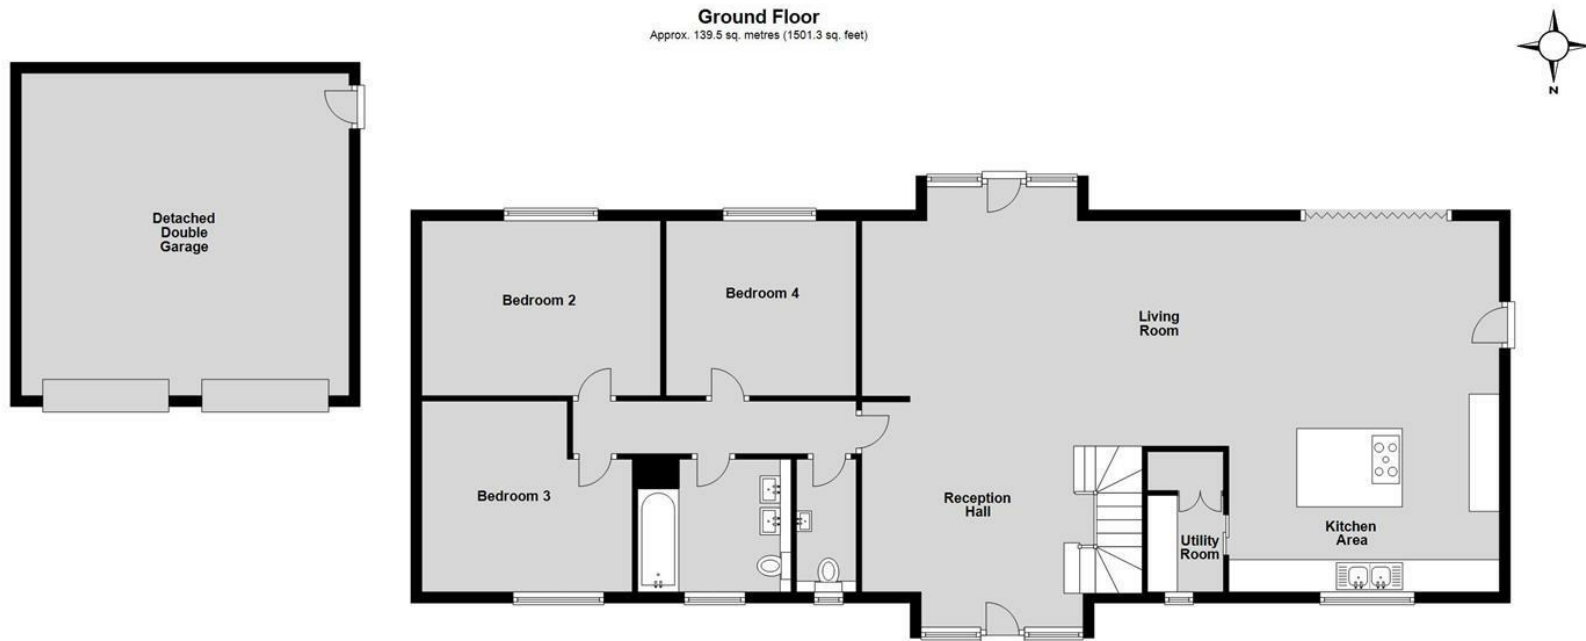 Ground Floor
Approx. 139.5 sq. metres (1501.3 sq. feet)
N
Detached
Double
Garage
Bedroom 2
Bedroom 4
Living
Room
Bedroom 3
Reception
Hall
Kitchen
Area
Utility
Room